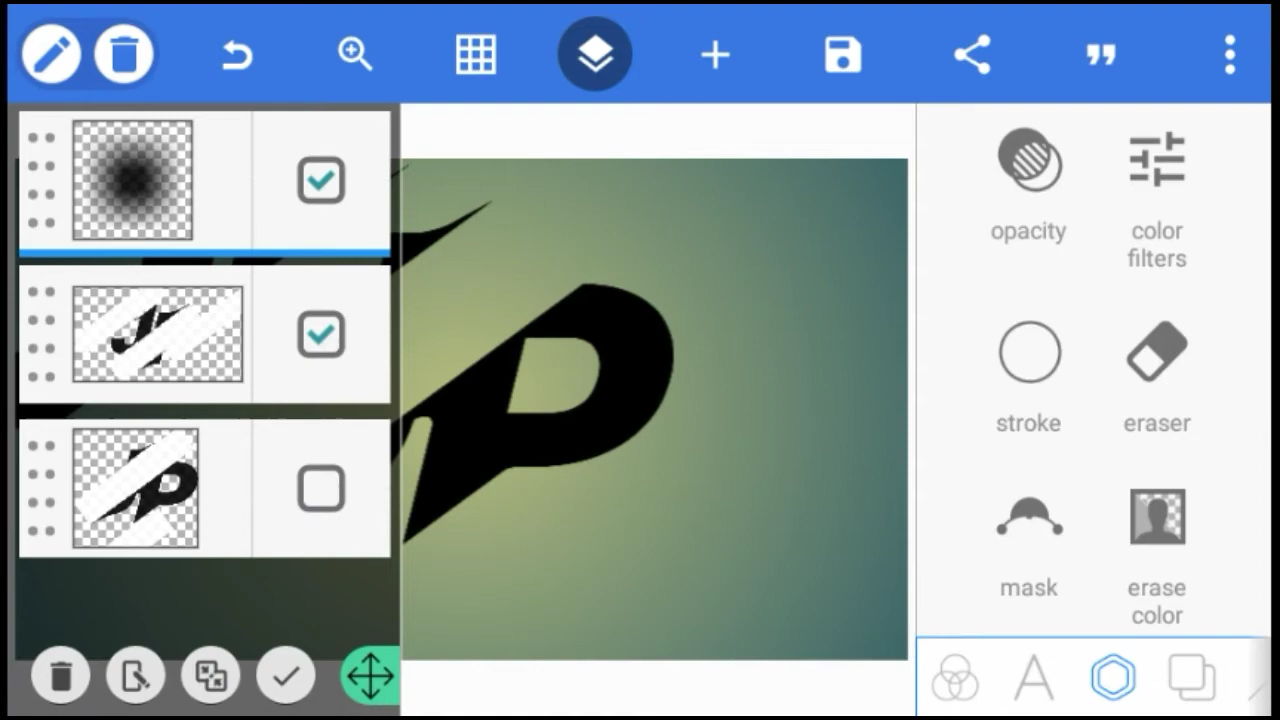 opacity
color
filters
stroke
eraser
mask
erase
color
P